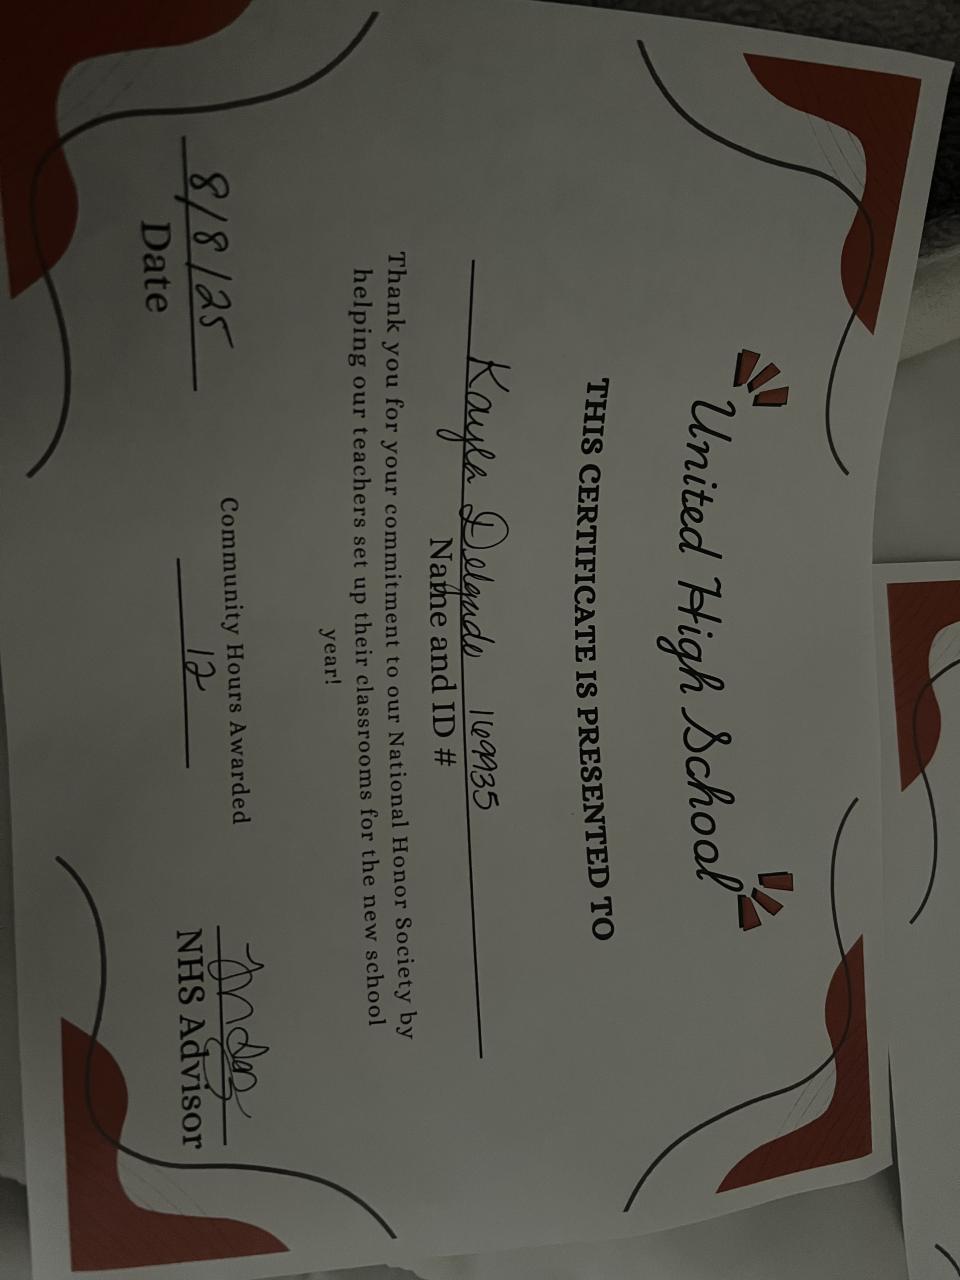 United High School
THIS CERTIFICATE IS PRESENTED TO
Kayla Delgado 169935
Name and ID #
Thank you for your commitment to our National Honor Society by
helping our teachers set up their classrooms for the new school
year!
8/8/25
Date
Community Hours Awarded
12
NHS Advisor